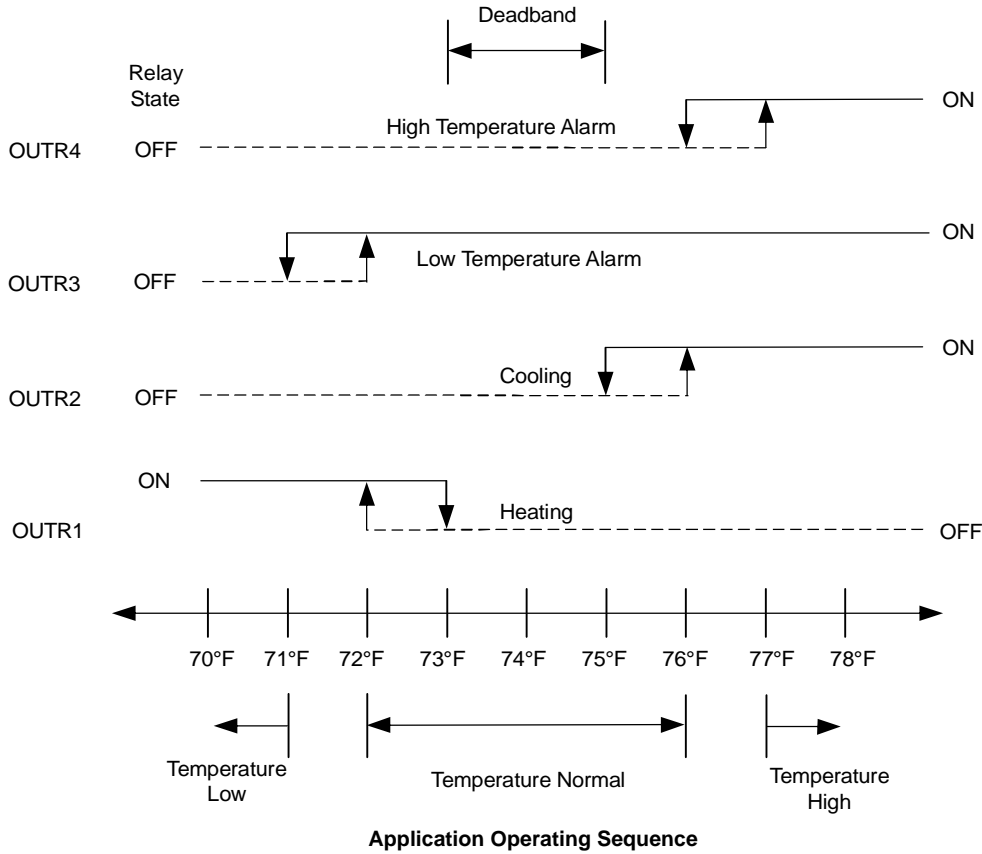 Deadband
Relay
State
ON
High Temperature Alarm
OUTR4
OFF
ON
Low Temperature Alarm
OUTR3
OFF
ON
Cooling
OUTR2
OFF
ON
Heating
OUTR1
OFF
70°F 71°F 72°F 73°F 74°F 75°F 76°F 77°F 78°F
Temperature
Low
Temperature Normal
Temperature
High
Application Operating Sequence